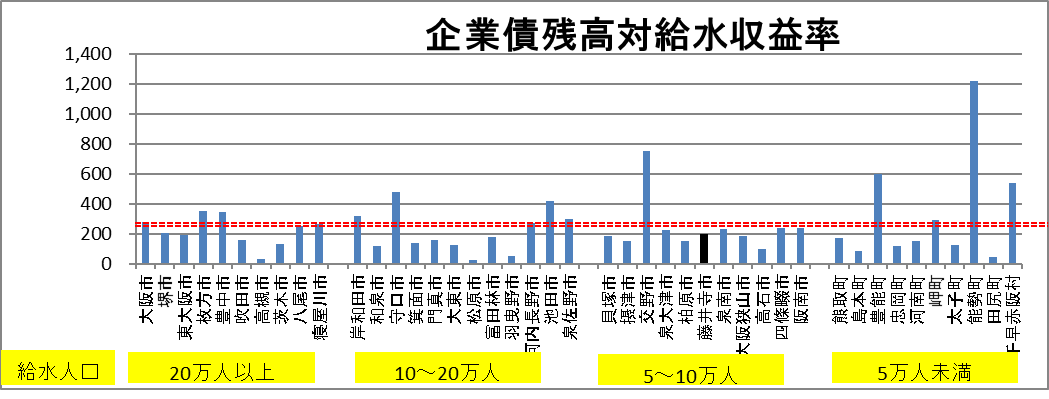 企業債残高対給水収益率
1,400
1,200
1,000
800
600
400
200
0
大阪市
堺市
東大阪市
枚方市
豊中市
吹田市
高槻市
茨木市
八尾市
寝屋川市
岸和田市
和泉市
守口市
箕面市
門真市
大東市
松原市
富田林市
羽曳野市
河内長野市
池田市
泉佐野市
貝塚市
摂津市
交野市
泉大津市
柏原市
藤井寺市
泉南市
大阪狭山市
高石市
四條畷市
阪南市
熊取町
島本町
豊能町
忠岡町
河南町
岬町
太子町
能勢町
田尻町
千早赤阪村
給水人口
20万人以上
10～20万人
5～10万人
5万人未満